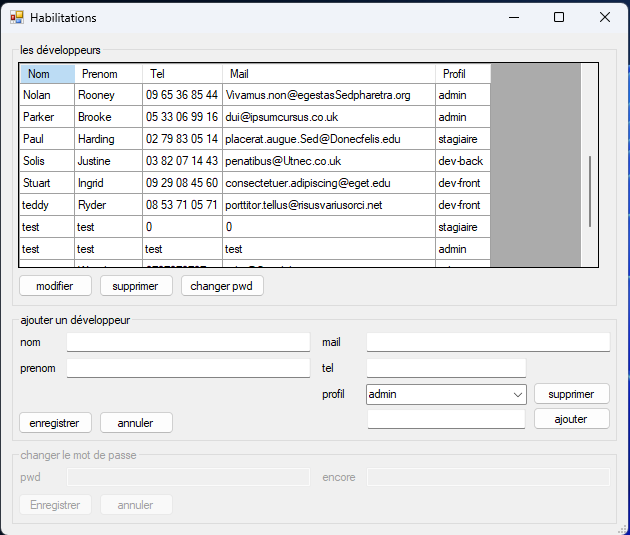 Habilitations
les développeurs
Nom Prenom Tel Mail Profil
Nolan Rooney 09 65 36 85 44 Vivamus.non@egestasSedpharetra.org admin
Parker Brooke 05 33 06 99 16 dui@ipsumcursus.co.uk admin
Paul Harding 02 79 83 05 14 placerat.augue.Sed@Donecfelis.edu stagiaire
Solis Justine 03 82 07 14 43 penatibus@Utnec.co.uk dev-back
Stuart Ingrid 09 29 08 45 60 consectetuer.adipiscing@eget.edu dev-front
teddy Ryder 08 53 71 05 71 porttitor.tellus@risusvariusorci.net dev-front
test test 0 0 stagiaire
test test test test admin
modifier supprimer changer pwd
ajouter un développeur
nom mail
prenom tel
profil admin supprimer
enregistrer annuler ajouter
changer le mot de passe
pwd encore
Enregistrer annuler